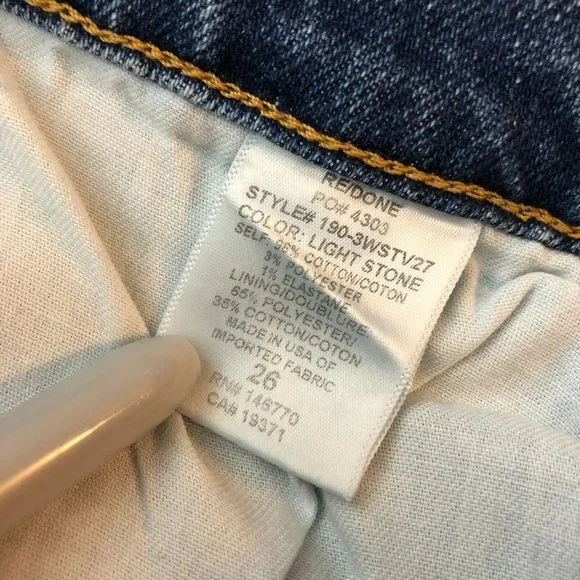 RE/DONE
PO# 4303
STYLE# 190-3WSTV27
COLOR: LIGHT STONE
SELF: 96% COTTON/COTON
3% POLYESTER
1% ELASTANE
LINING/DOUBLURE:
65% POLYESTER/
35% COTTON/COTON
MADE IN USA OF
IMPORTED FABRIC
26
RN# 146770
CA# 19371